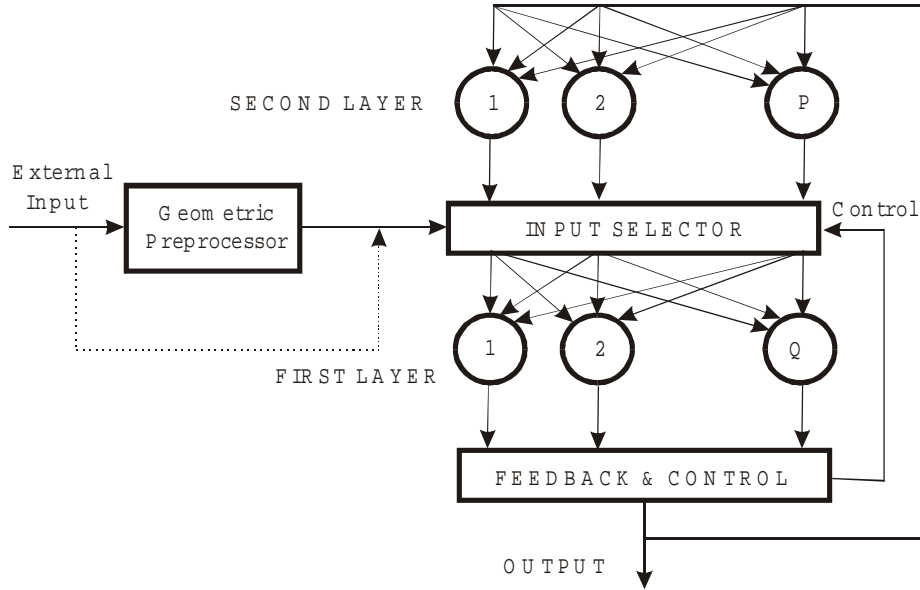 1
2
P
SECOND LAYER
External
Input
Geometric
Preprocessor
INPUT SELECTOR
Control
1
2
Q
FIRST LAYER
FEEDBACK & CONTROL
OUTPUT